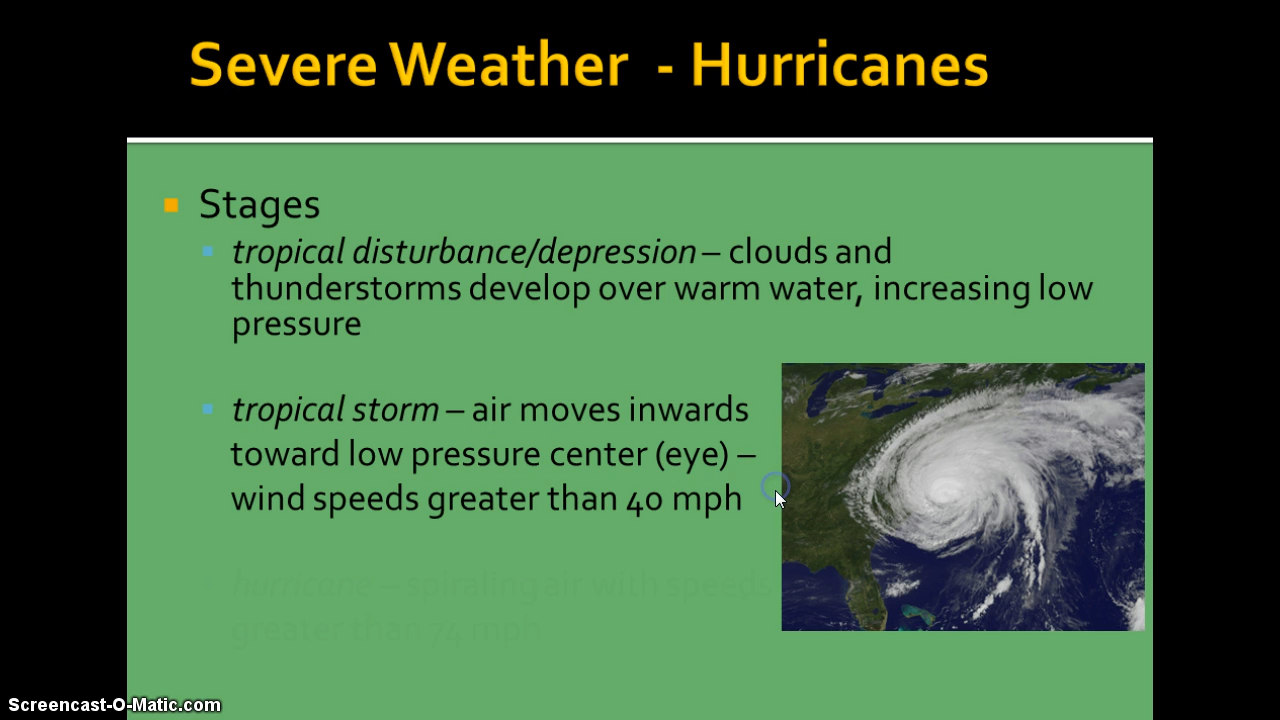 Severe Weather - Hurricanes
Stages
tropical disturbance/depression – clouds and
thunderstorms develop over warm water, increasing low
pressure
tropical storm – air moves inwards
toward low pressure center (eye) –
wind speeds greater than 40 mph
hurricane – spiraling air with speeds
greater than 74 mph
Screencast-O-Matic.com